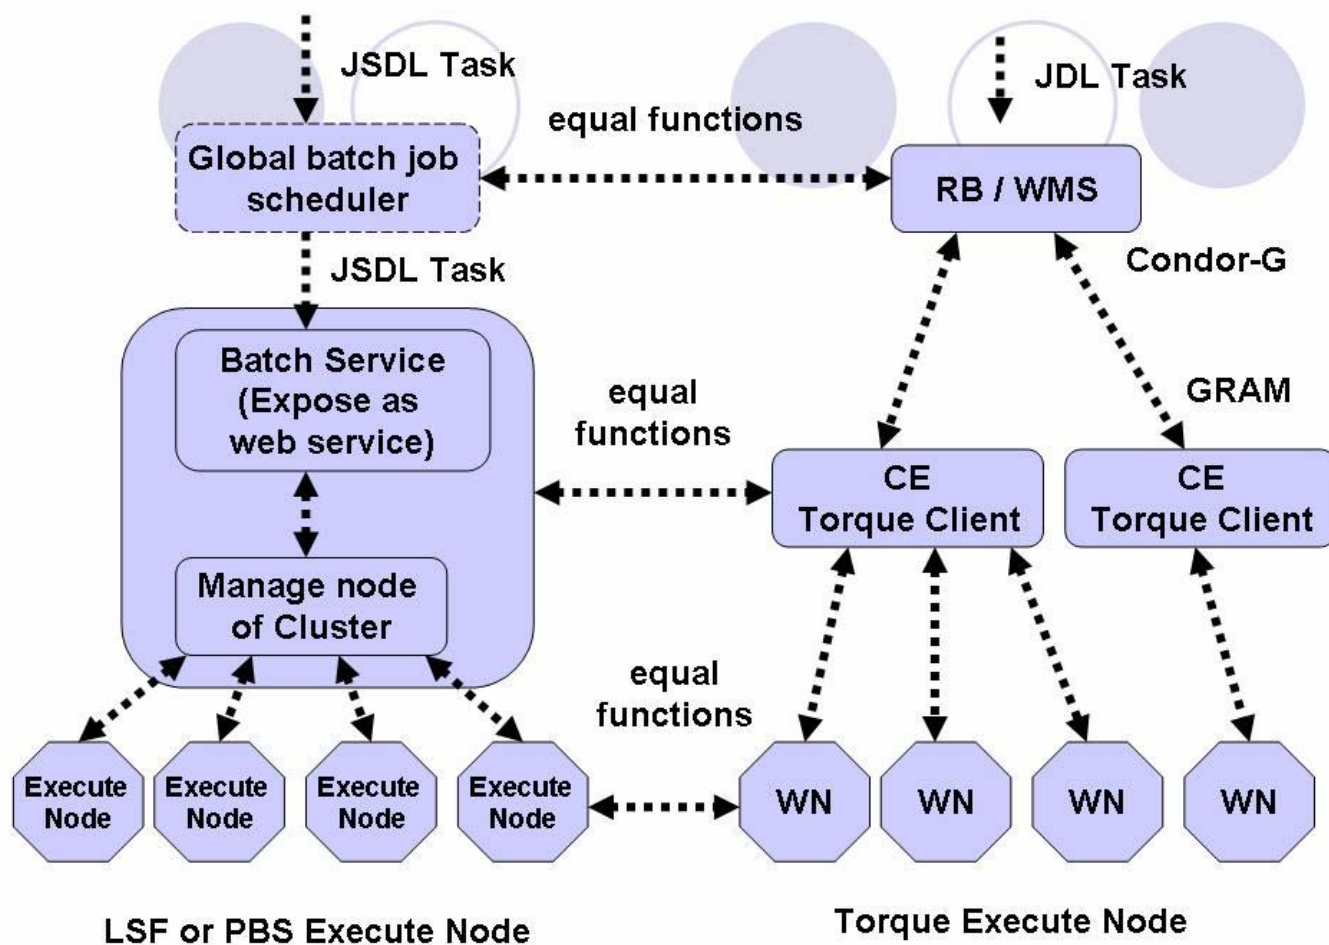 JSDL Task
JDL Task
equal functions
Global batch job
scheduler
RB / WMS
JSDL Task
Condor-G
Batch Service
(Expose as
web service)
equal
functions
GRAM
CE
Torque Client
CE
Torque Client
Manage node
of Cluster
equal
functions
Execute
Node
Execute
Node
Execute
Node
Execute
Node
WN
WN
WN
WN
LSF or PBS Execute Node
Torque Execute Node